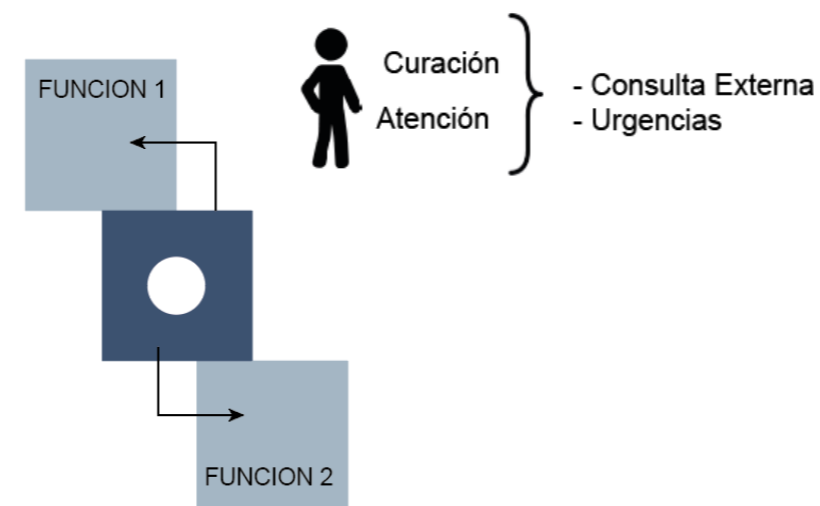 FUNCION 1
Curación
Atención
- Consulta Externa
- Urgencias
FUNCION 2